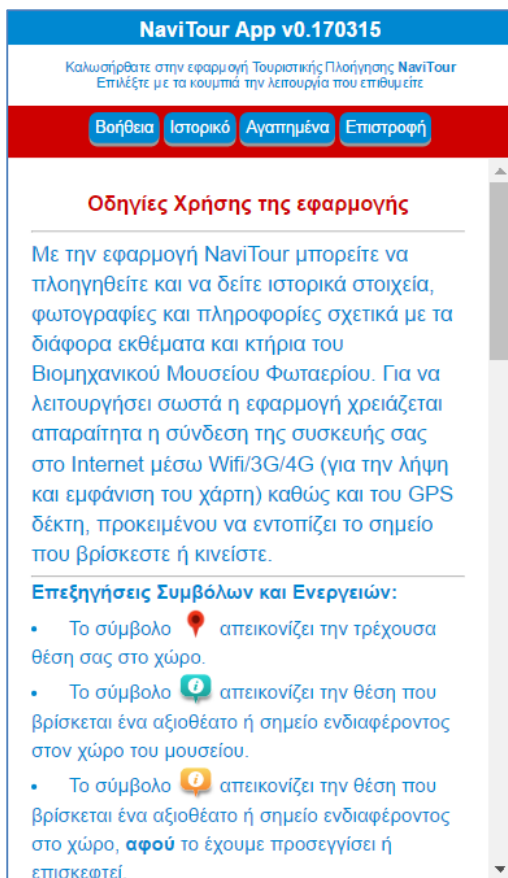 NaviTour App v0.170315
Καλωσήρθατε στην εφαρμογή Τουριστικής Πλοήγησης NaviTour
Επιλέξτε με τα κουμπιά την λειτουργία που επιθυμείτε
Βοήθεια Ιστορικό Αγαπημένα Επιστροφή
Οδηγίες Χρήσης της εφαρμογής
Με την εφαρμογή NaviTour μπορείτε να
πλοηγηθείτε και να δείτε ιστορικά στοιχεία,
φωτογραφίες και πληροφορίες σχετικά με τα
διάφορα εκθέματα και κτήρια του
Βιομηχανικού Μουσείου Φωταερίου. Για να
λειτουργήσει σωστά η εφαρμογή χρειάζεται
απαραίτητα η σύνδεση της συσκευής σας
στο Internet μέσω Wifi/3G/4G (για την λήψη
και εμφάνιση του χάρτη) καθώς και του GPS
δέκτη, προκειμένου να εντοπίζει το σημείο
που βρίσκεστε ή κινείστε.
Επεξηγήσεις Συμβόλων και Ενεργειών:
• Το σύμβολο απεικονίζει την τρέχουσα
θέση σας στο χώρο.
• Το σύμβολο απεικονίζει την θέση που
βρίσκεται ένα αξιοθέατο ή σημείο ενδιαφέροντος
στον χώρο του μουσείου.
• Το σύμβολο απεικονίζει την θέση που
βρίσκεται ένα αξιοθέατο ή σημείο ενδιαφέροντος
στο χώρο, αφού το έχουμε προσεγγίσει ή
επισκεφτεί.